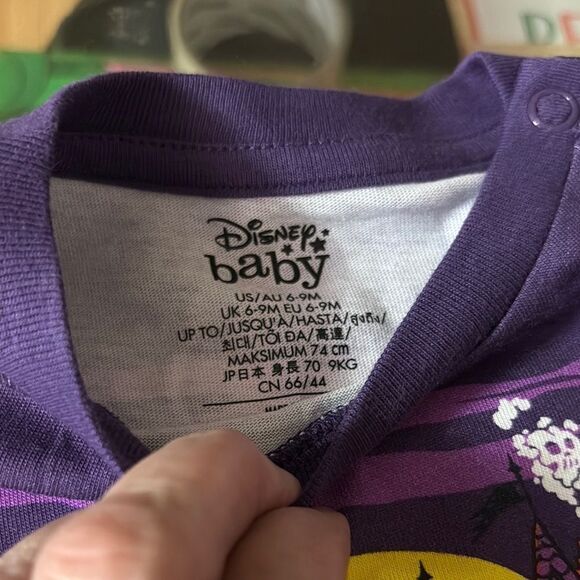 Disney
baby
US/AU 6-9M
UK 6-9M EU 6-9M
UP TO/JUSQU'À/HASTA/สูงถึง/
최대/TỐI ĐA/高達/
MAKSIMUM 74 cm
JP日本 身長 70 9KG
CN 66/44